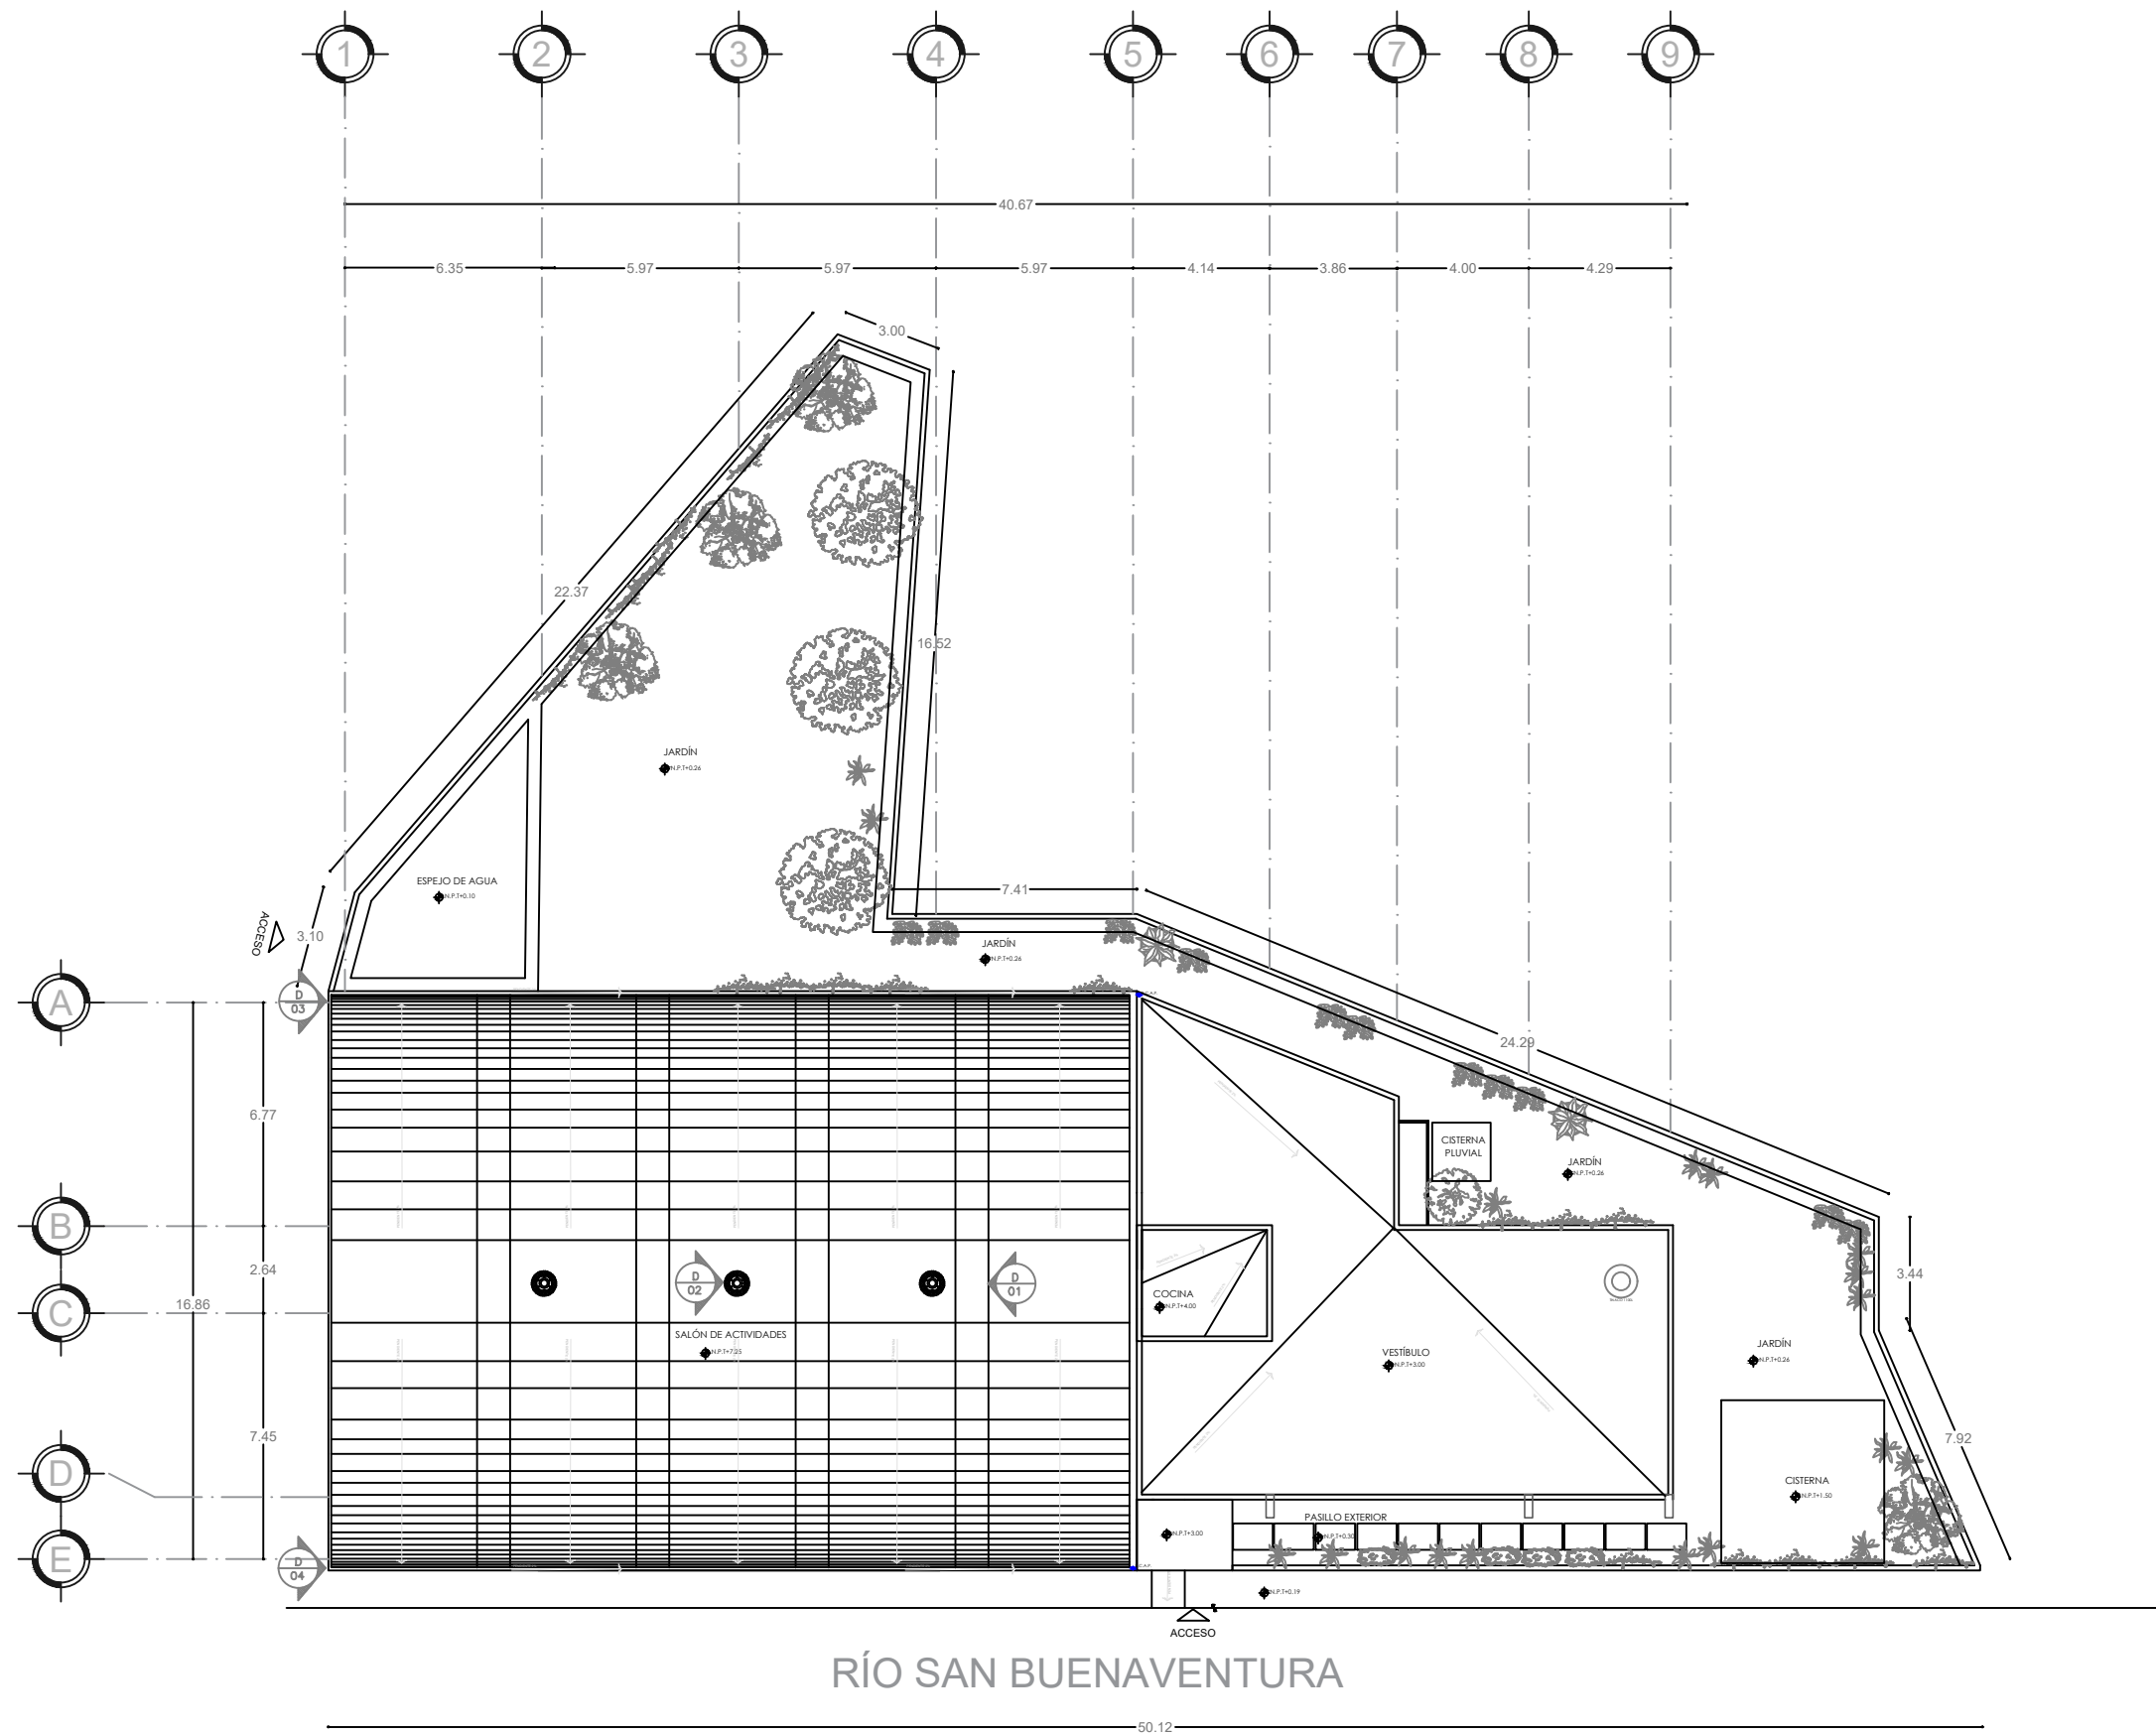 1 2 3 4 5 6 7 8 9
40.67
6.35 5.97 5.97 5.97 4.14 3.86 4.00 4.29
3.00
22.37
16.52
JARDÍN
N.P.T+0.26
ESPEJO DE AGUA
N.P.T+0.10
7.41
ACCESO
3.10
JARDÍN
N.P.T+0.26
A
D
03
24.29
6.77
CISTERNA
PLUVIAL
JARDÍN
N.P.T+0.26
B
2.64
3.44
D
02
D
01
COCINA
N.P.T+4.00
16.86
C
SALÓN DE ACTIVIDADES
N.P.T+7.25
VESTÍBULO
N.P.T+3.00
JARDÍN
N.P.T+0.26
7.45
7.92
D
CISTERNA
N.P.T+1.50
PASILLO EXTERIOR
N.P.T+0.30
N.P.T+3.00
E
D
04
N.P.T+0.19
ACCESO
RÍO SAN BUENAVENTURA
50.12